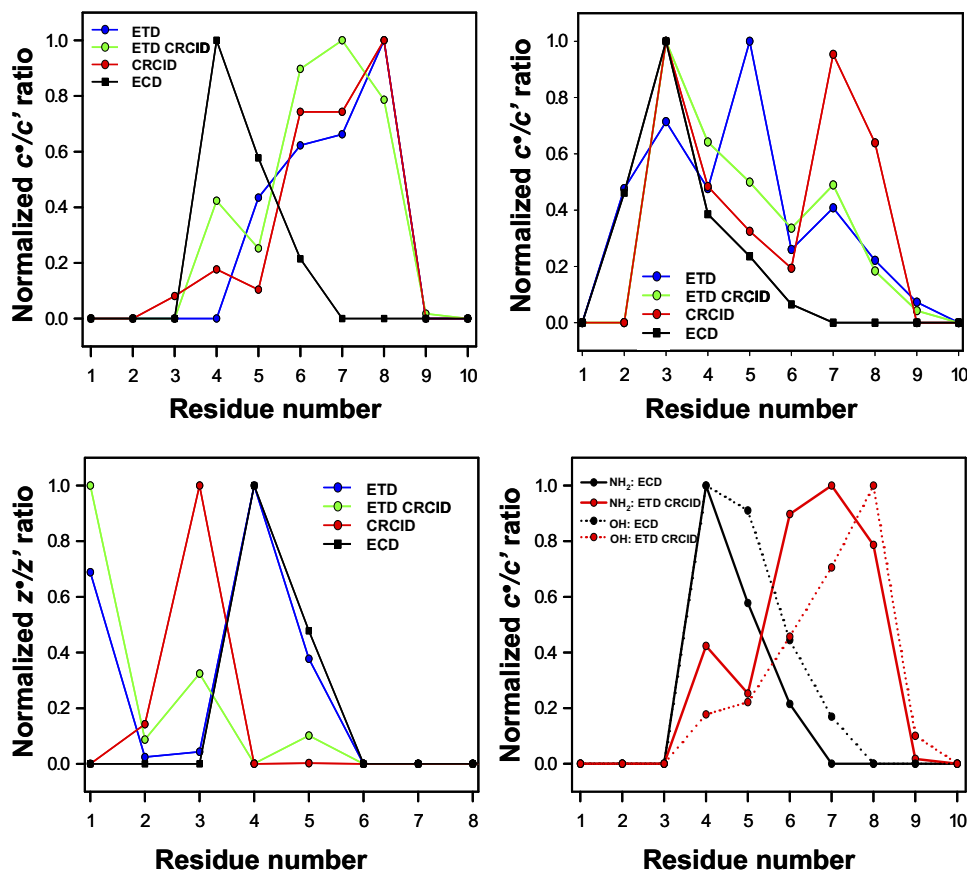 Normalized c•/c’ ratio
1.0
0.8
0.6
0.4
0.2
0.0
ETD
ETD CRCID
CRCID
ECD
1 2 3 4 5 6 7 8 9 10
Residue number
Normalized c•/c’ ratio
1.0
0.8
0.6
0.4
0.2
0.0
ETD
ETD CRCID
CRCID
ECD
1 2 3 4 5 6 7 8 9 10
Residue number
Normalized z•/z’ ratio
1.0
0.8
0.6
0.4
0.2
0.0
ETD
ETD CRCID
CRCID
ECD
1 2 3 4 5 6 7 8
Residue number
Normalized c•/c’ ratio
1.0
0.8
0.6
0.4
0.2
0.0
NH₂: ECD
NH₂: ETD CRCID
OH: ECD
OH: ETD CRCID
1 2 3 4 5 6 7 8 9 10
Residue number